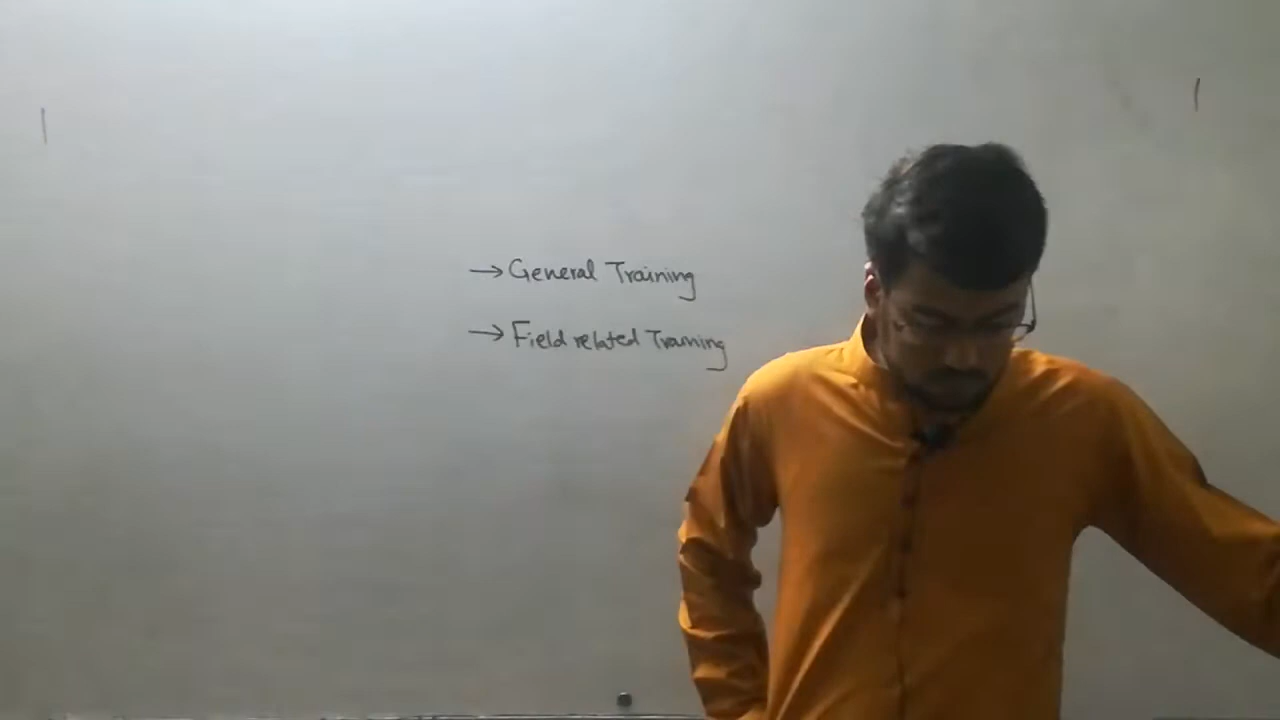 → General Training
→ Field related Training